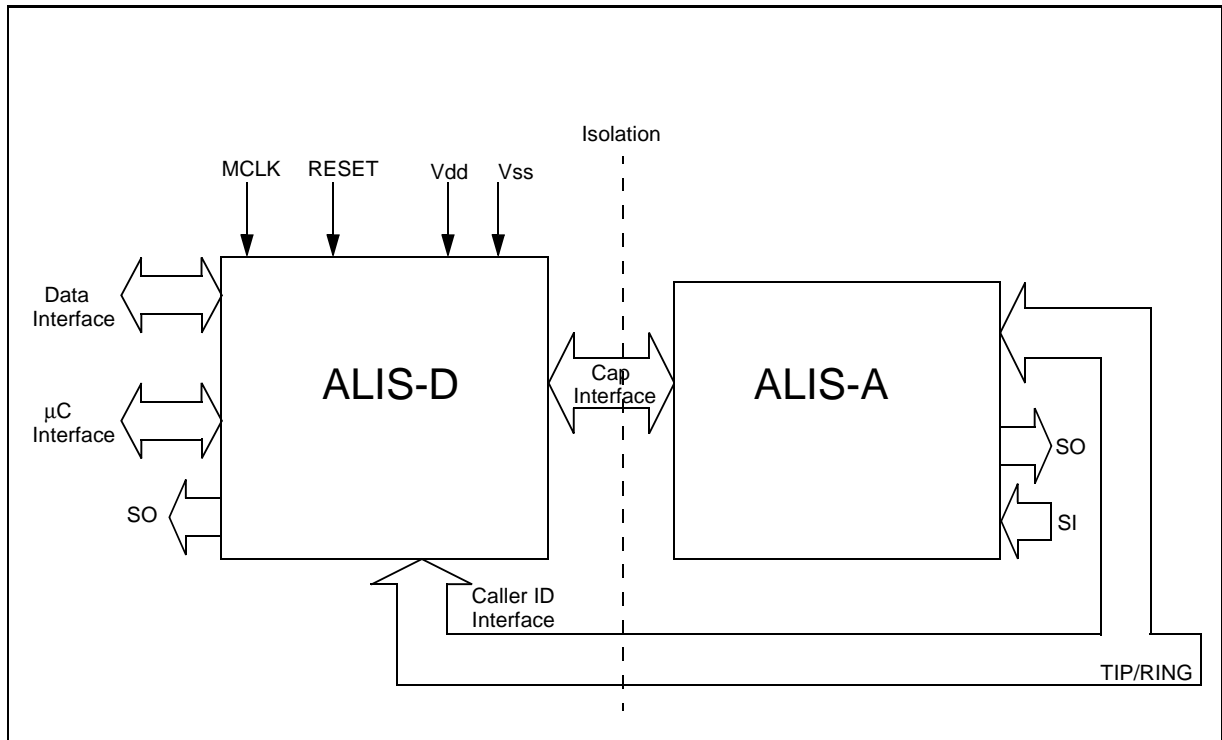 Isolation
MCLK RESET Vdd Vss
Data
Interface
ALIS-D
Cap
Interface
ALIS-A
μC
Interface
SO
SO
SI
Caller ID
Interface
TIP/RING